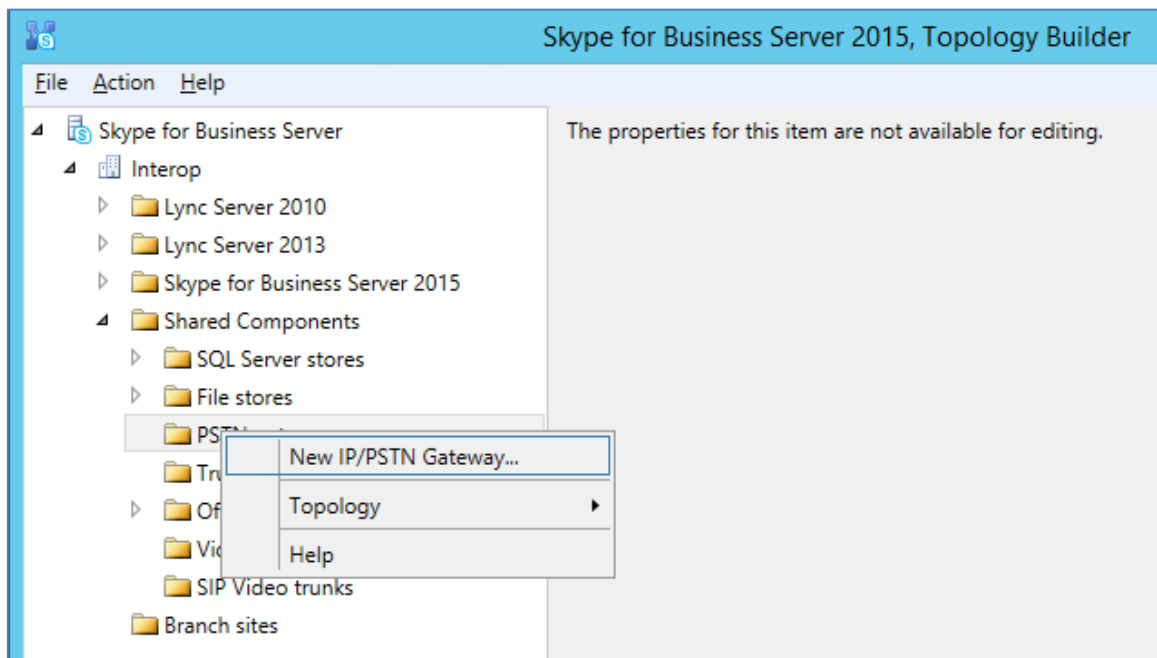 Skype for Business Server 2015, Topology Builder
File Action Help
Skype for Business Server
The properties for this item are not available for editing.
Interop
Lync Server 2010
Lync Server 2013
Skype for Business Server 2015
Shared Components
SQL Server stores
File stores
PSTN
New IP/PSTN Gateway...
Topology
Help
SIP Video trunks
Branch sites